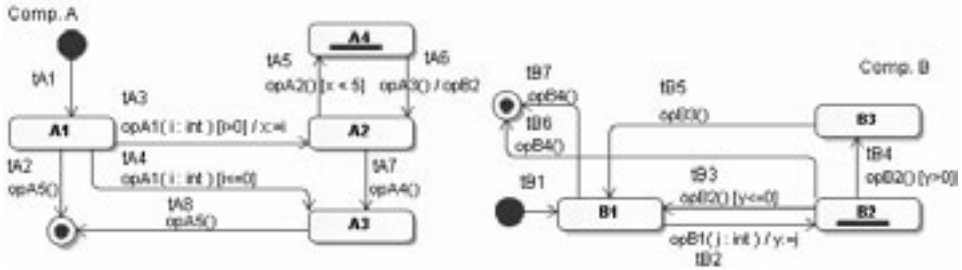 Comp. A
tA1
A1
tA2
opA5()
tA3
opA1( i : int ) [i>0] / x:=i
tA4
opA1( i : int ) [i<=0]
tA5
opA2() [x < 5]
A4
tA6
opA3() / opB2
A2
tA7
opA4()
tA8
opA5()
A3
Comp. B
tB7
opB4()
tB6
opB4()
tB5
opB3()
B3
tB4
opB2() [y>0]
tB1
B1
tB3
opB2() [y<=0]
B2
opB1( j : int ) / y:=j
tB2